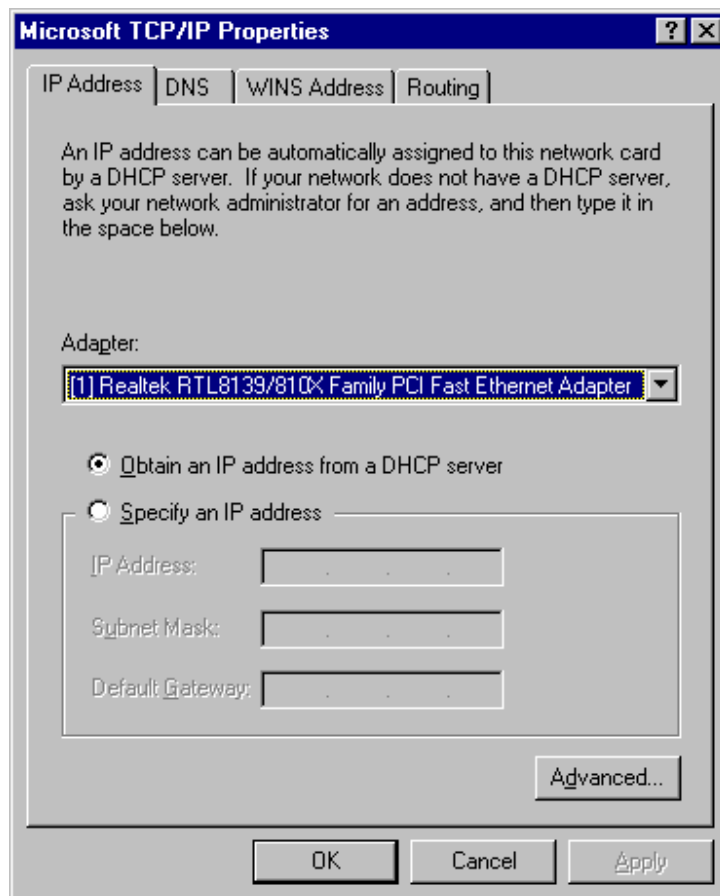 Microsoft TCP/IP Properties
IP Address DNS WINS Address Routing
An IP address can be automatically assigned to this network card
by a DHCP server. If your network does not have a DHCP server,
ask your network administrator for an address, and then type it in
the space below.
Adapter:
[1] Realtek RTL8139/810X Family PCI Fast Ethernet Adapter
Obtain an IP address from a DHCP server
Specify an IP address
IP Address:
Subnet Mask:
Default Gateway:
Advanced...
OK Cancel Apply